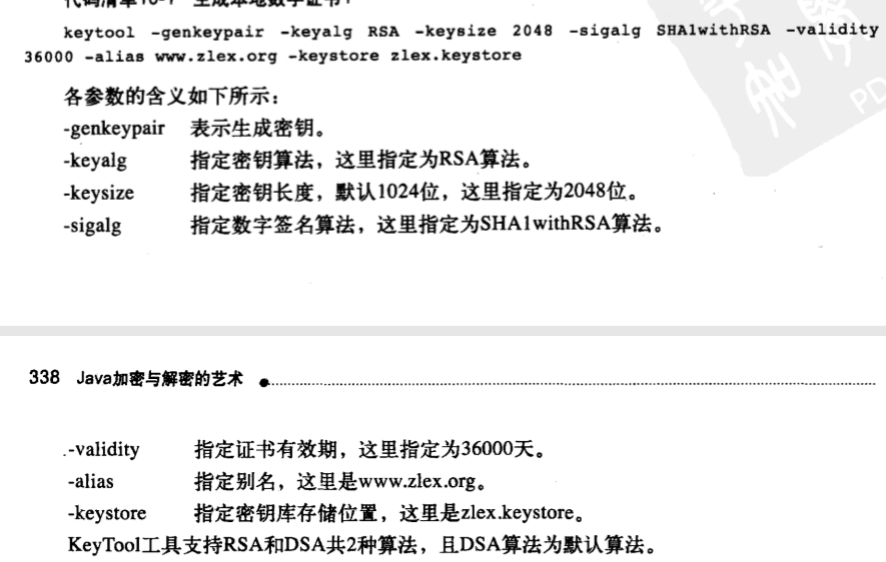 keytool -genkeypair -keyalg RSA -keysize 2048 -sigalg SHA1withRSA -validity
36000 -alias www.zlex.org -keystore zlex.keystore
各参数的含义如下所示：
-genkeypair 表示生成密钥。
-keyalg 指定密钥算法，这里指定为RSA算法。
-keysize 指定密钥长度，默认1024位，这里指定为2048位。
-sigalg 指定数字签名算法，这里指定为SHA1withRSA算法。
338 Java加密与解密的艺术
-validity 指定证书有效期，这里指定为36000天。
-alias 指定别名，这里是www.zlex.org。
-keystore 指定密钥库存储位置，这里是zlex.keystore。
KeyTool工具支持RSA和DSA共2种算法，且DSA算法为默认算法。